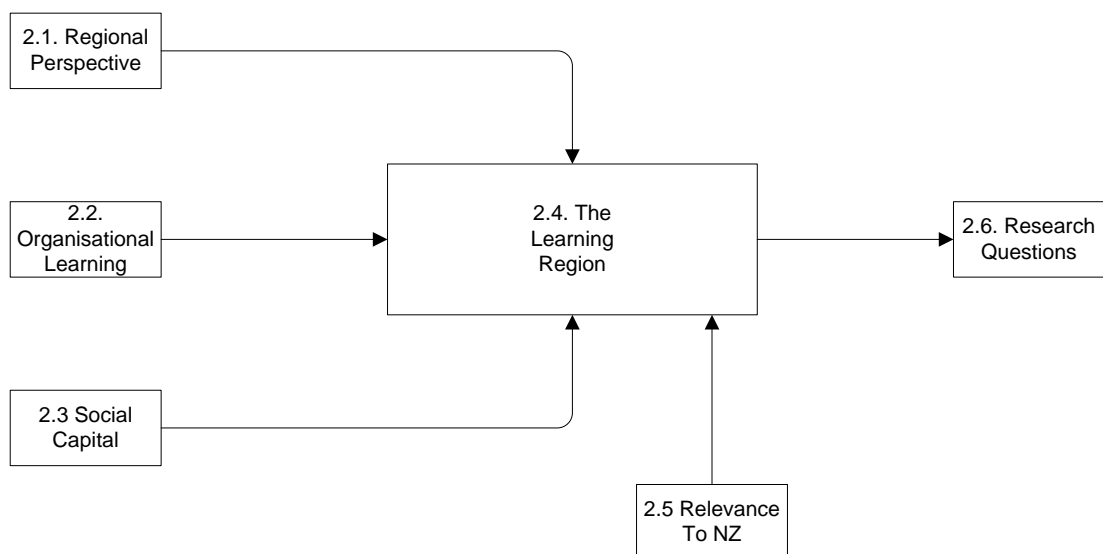 2.1. Regional
Perspective
2.2.
Organisational
Learning
2.3 Social
Capital
2.4. The
Learning
Region
2.5 Relevance
To NZ
2.6. Research
Questions